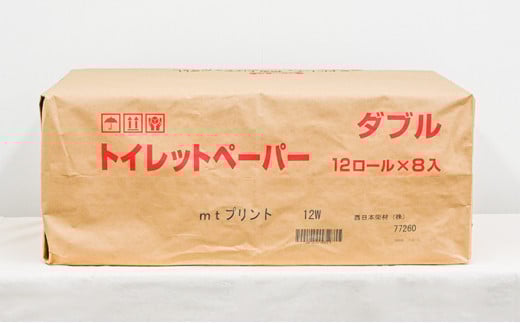 ダブル
トイレットペーパー
12ロール×8入
mtプリント 12W 西日本衛材(株)
77260